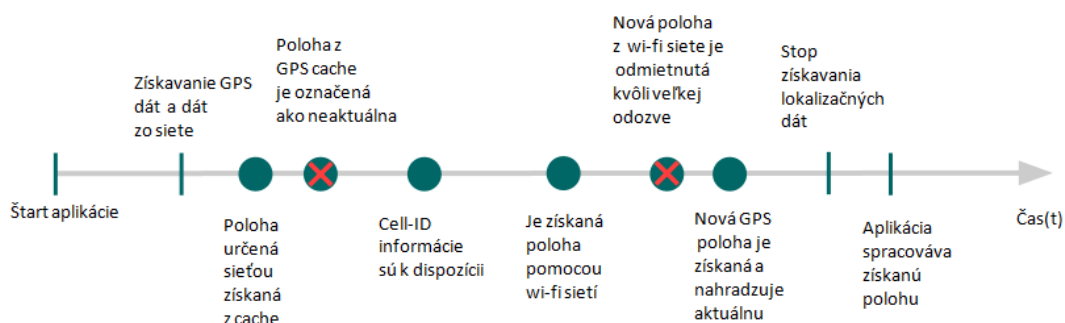 Štart aplikácie
Získavanie GPS
dát a dát
zo siete
Poloha
určená
sieťou
získaná
z cache
Poloha z
GPS cache
je označená
ako neaktuálna
Cell-ID
informácie
sú k dispozícii
Je získaná
poloha
pomocou
wi-fi sietí
Nová poloha
z wi-fi siete je
odmietnutá
kvôli veľkej
odozve
Nová GPS
poloha je
získaná a
nahradzuje
aktuálnu
Stop
získavania
lokalizačných
dát
Aplikácia
spracováva
získanú
polohu
Čas(t)